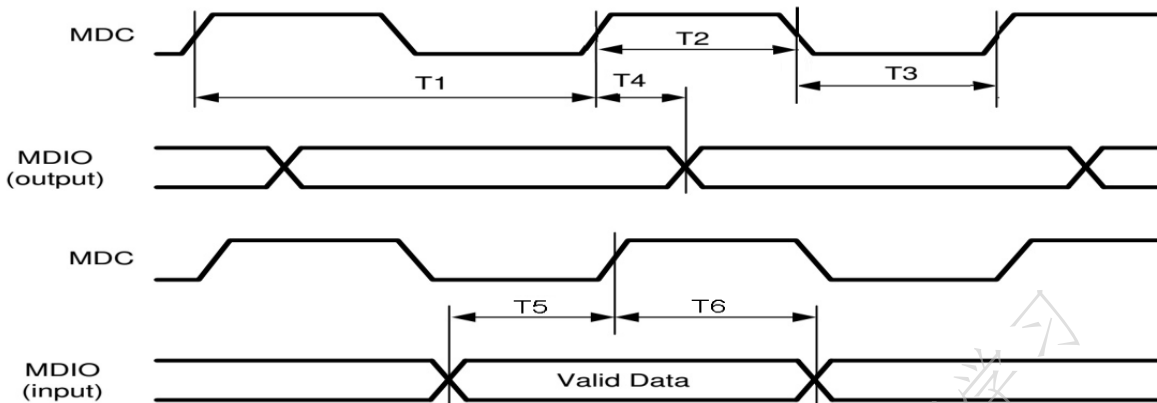 MDC
T2
T3
T1
T4
MDIO
(output)
MDC
T5
T6
MDIO
(input)
Valid Data